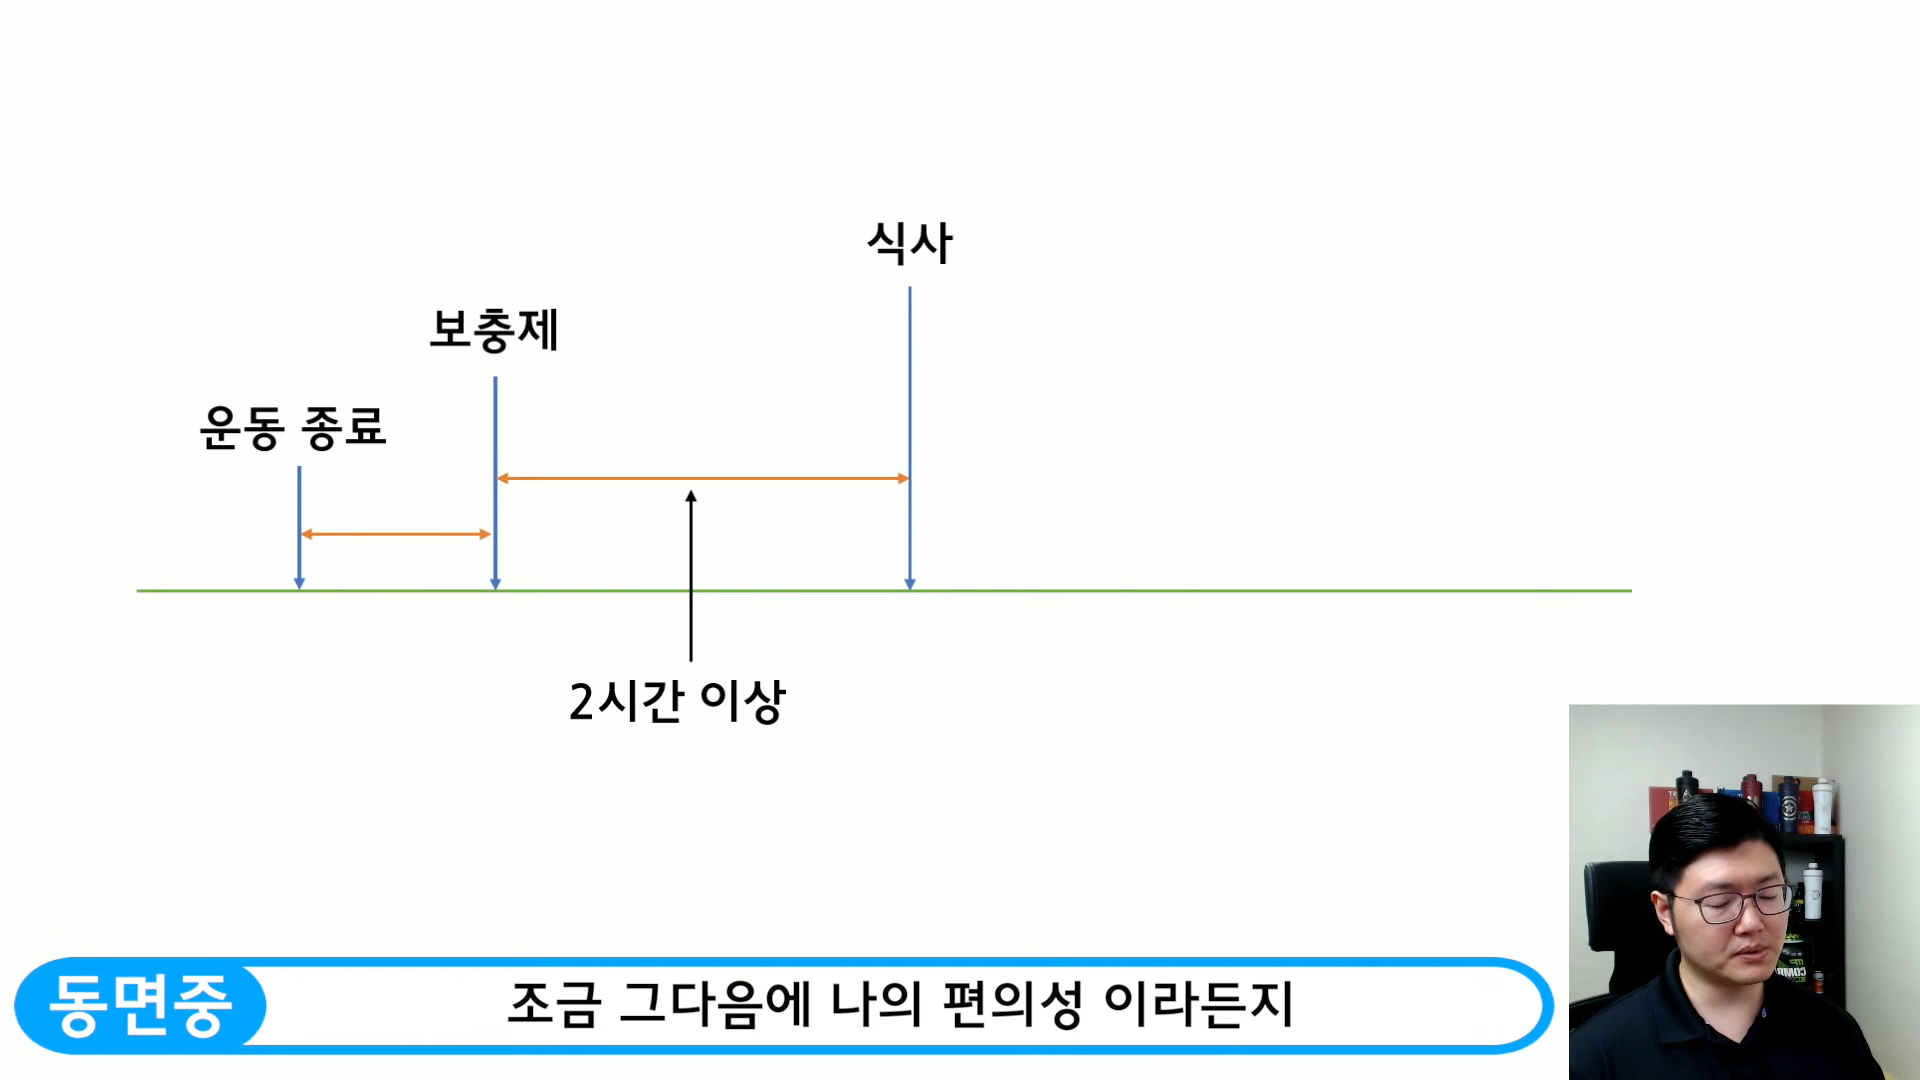 식사
보충제
운동 종료
2시간 이상
동면중
조금 그다음에 나의 편의성 이라든지